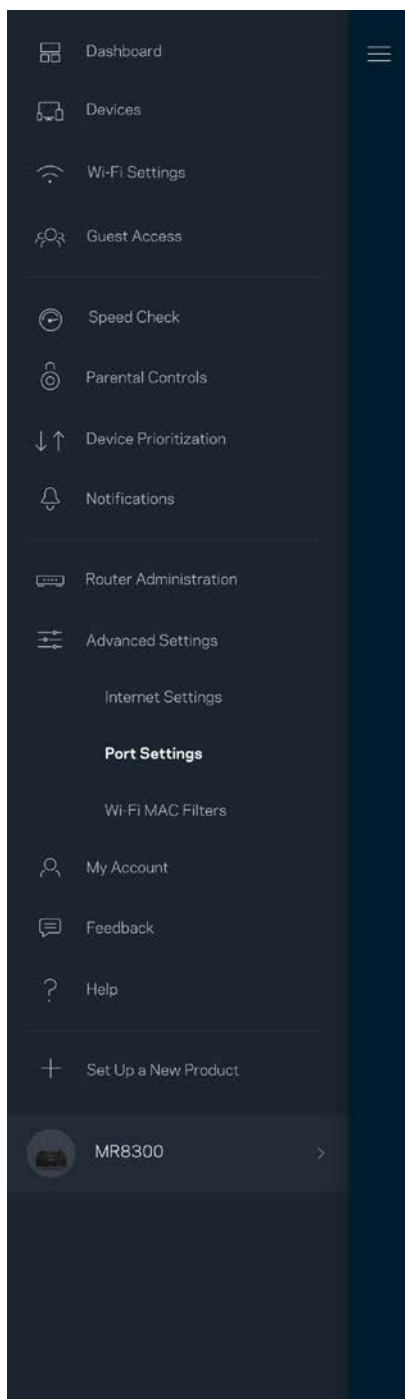 Dashboard
Devices
Wi-Fi Settings
Guest Access
Speed Check
Parental Controls
Device Prioritization
Notifications
Router Administration
Advanced Settings
Internet Settings
Port Settings
Wi-Fi MAC Filters
My Account
Feedback
Help
Set Up a New Product
MR8300